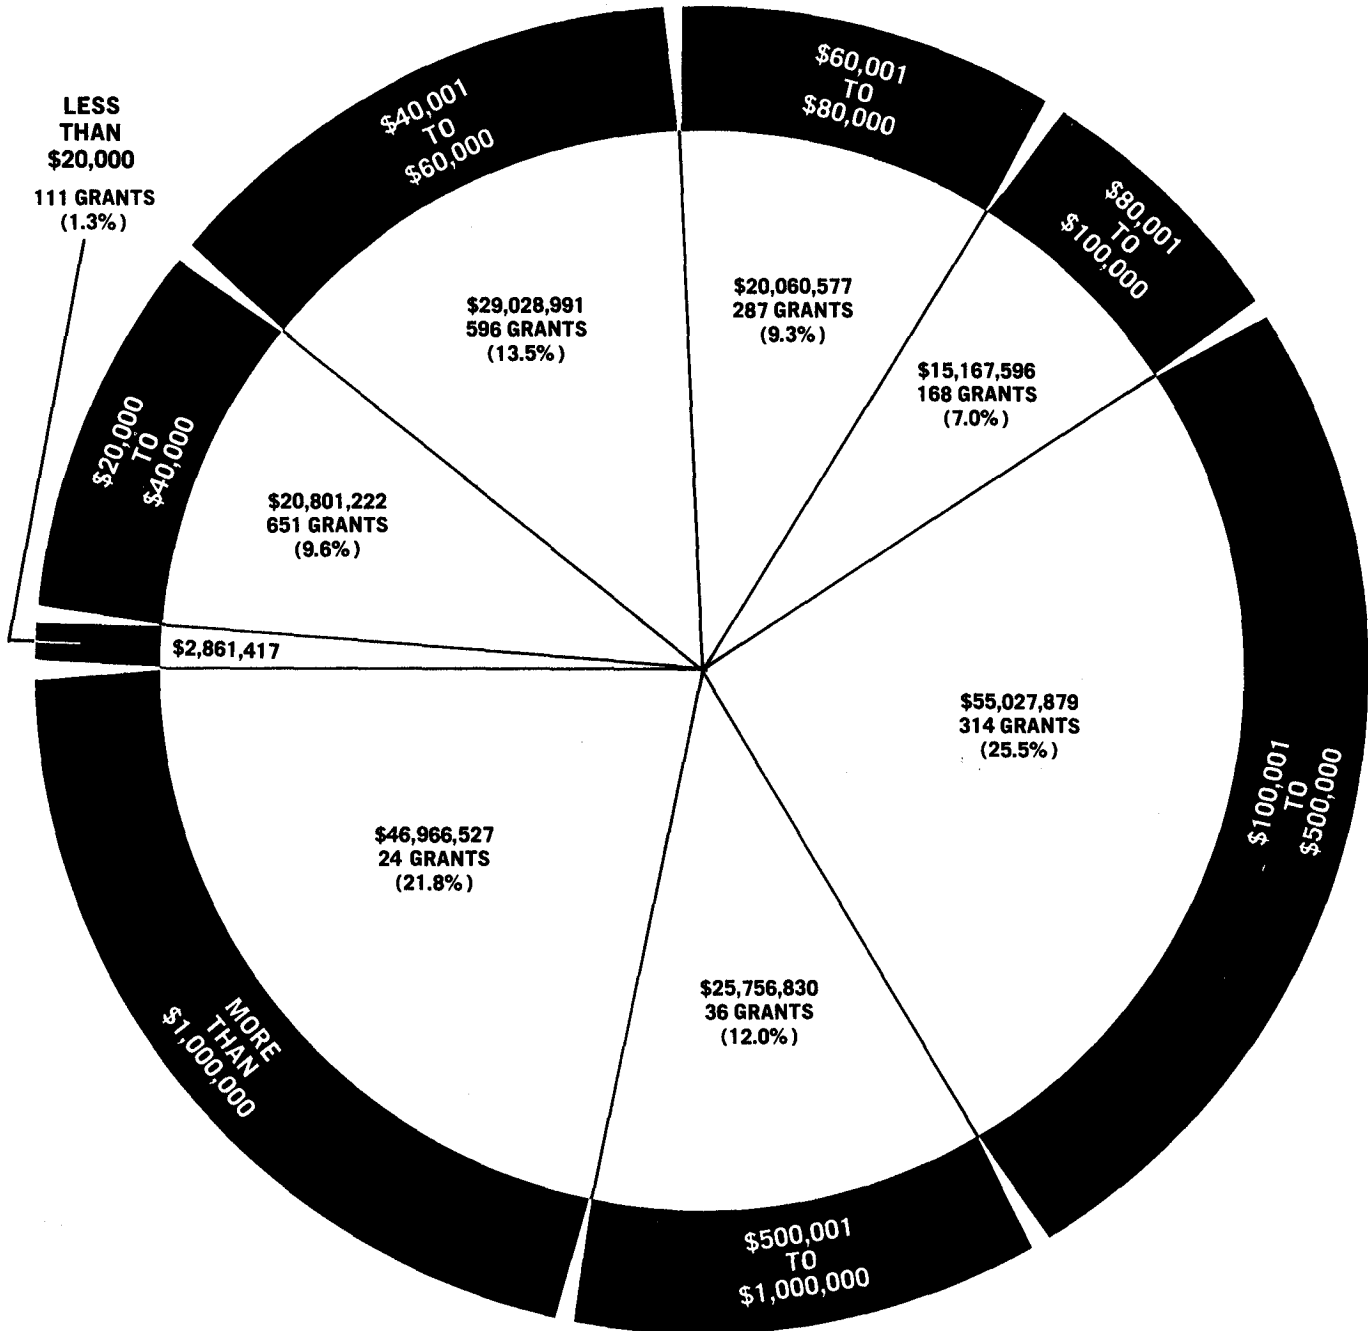 LESS
THAN
$20,000
111 GRANTS
(1.3%)
$40,001
TO
$60,000
$29,028,991
596 GRANTS
(13.5%)
$60,001
TO
$80,000
$20,060,577
287 GRANTS
(9.3%)
$80,001
TO
$100,000
$15,167,596
168 GRANTS
(7.0%)
$20,000
TO
$40,000
$20,801,222
651 GRANTS
(9.6%)
$2,861,417
$100,001
TO
$500,000
$55,027,879
314 GRANTS
(25.5%)
MORE
THAN
$1,000,000
$46,966,527
24 GRANTS
(21.8%)
$25,756,830
36 GRANTS
(12.0%)
$500,001
TO
$1,000,000